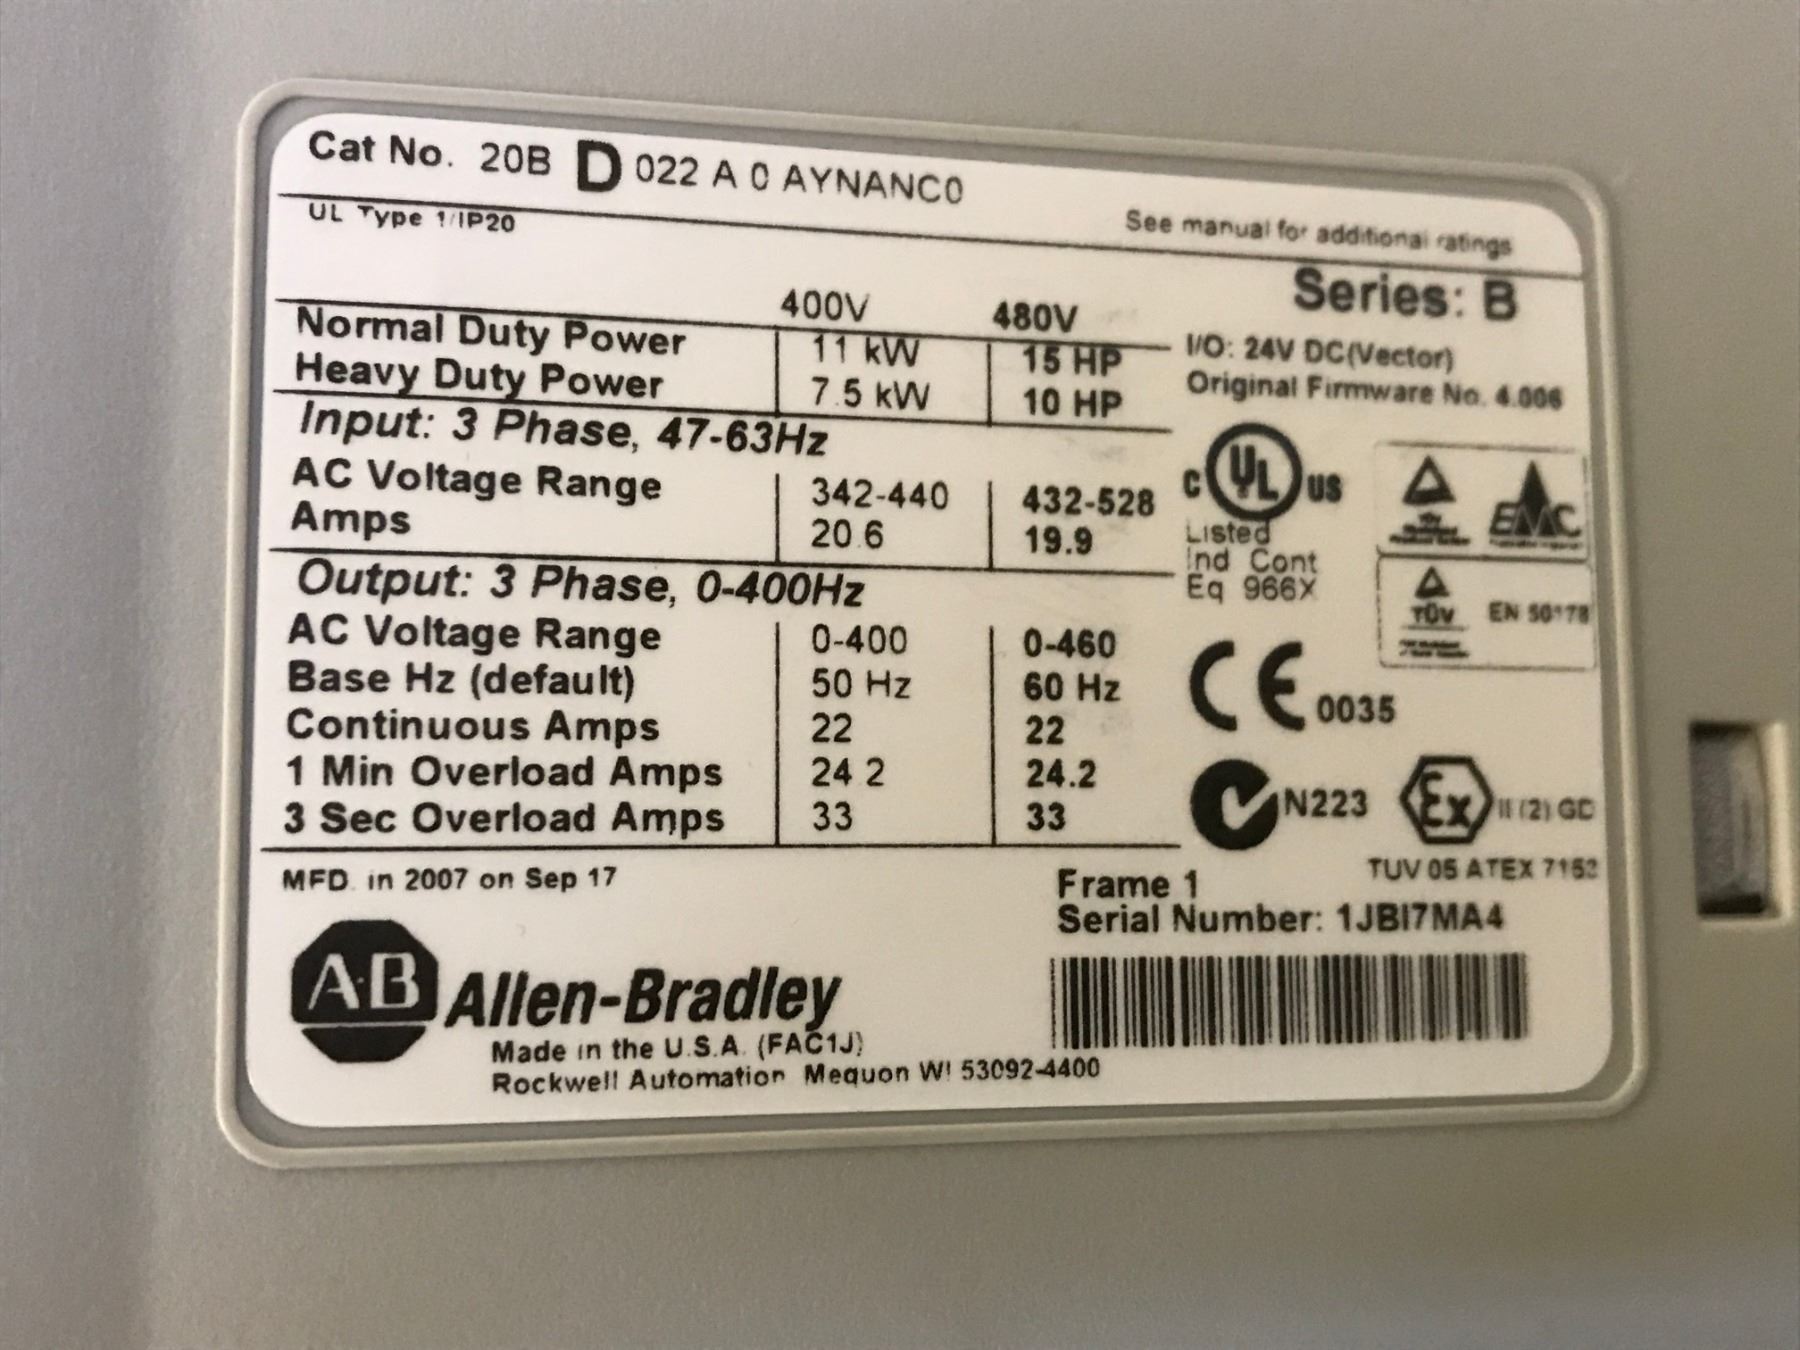 Cat No. 20B D 022 A 0 AYNANC0
UL Type 1/IP20
See manual for additional ratings
Series: B
400V 480V
Normal Duty Power 11 kW 15 HP
Heavy Duty Power 7.5 kW 10 HP
I/O: 24V DC(Vector)
Original Firmware No. 4.006
Input: 3 Phase, 47-63Hz
AC Voltage Range 342-440 432-528
Amps 20.6 19.9
C UL US
Listed
Ind Cont
Eq 966X
EMC
TÜV EN 50178
Output: 3 Phase, 0-400Hz
AC Voltage Range 0-400 0-460
Base Hz (default) 50 Hz 60 Hz
Continuous Amps 22 22
1 Min Overload Amps 24.2 24.2
3 Sec Overload Amps 33 33
CE 0035
N223
Ex II (2) GD
TUV 05 ATEX 7153
MFD. in 2007 on Sep 17
Frame 1
Serial Number: 1JBI7MA4
A·B Allen-Bradley
Made in the U.S.A. (FAC1J)
Rockwell Automation Mequon WI 53092-4400